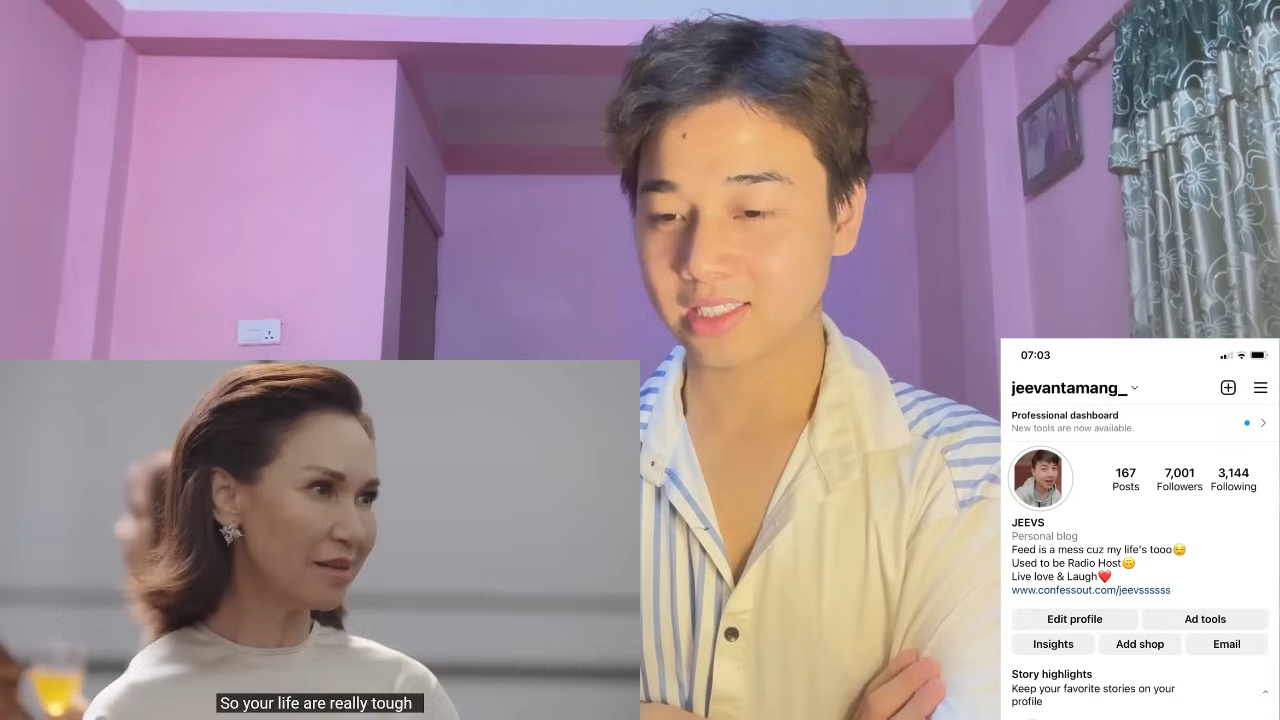 So your life are really tough
07:03
jeevantamang_
Professional dashboard
New tools are now available.
167
7,001
3,144
Posts
Followers
Following
JEEVS
Personal blog
Feed is a mess cuz my life's tooo😔
Used to be Radio Host🙃
Live love & Laugh❤️
www.confessout.com/jeevssssss
Edit profile
Ad tools
Insights
Add shop
Email
Story highlights
Keep your favorite stories on your
profile